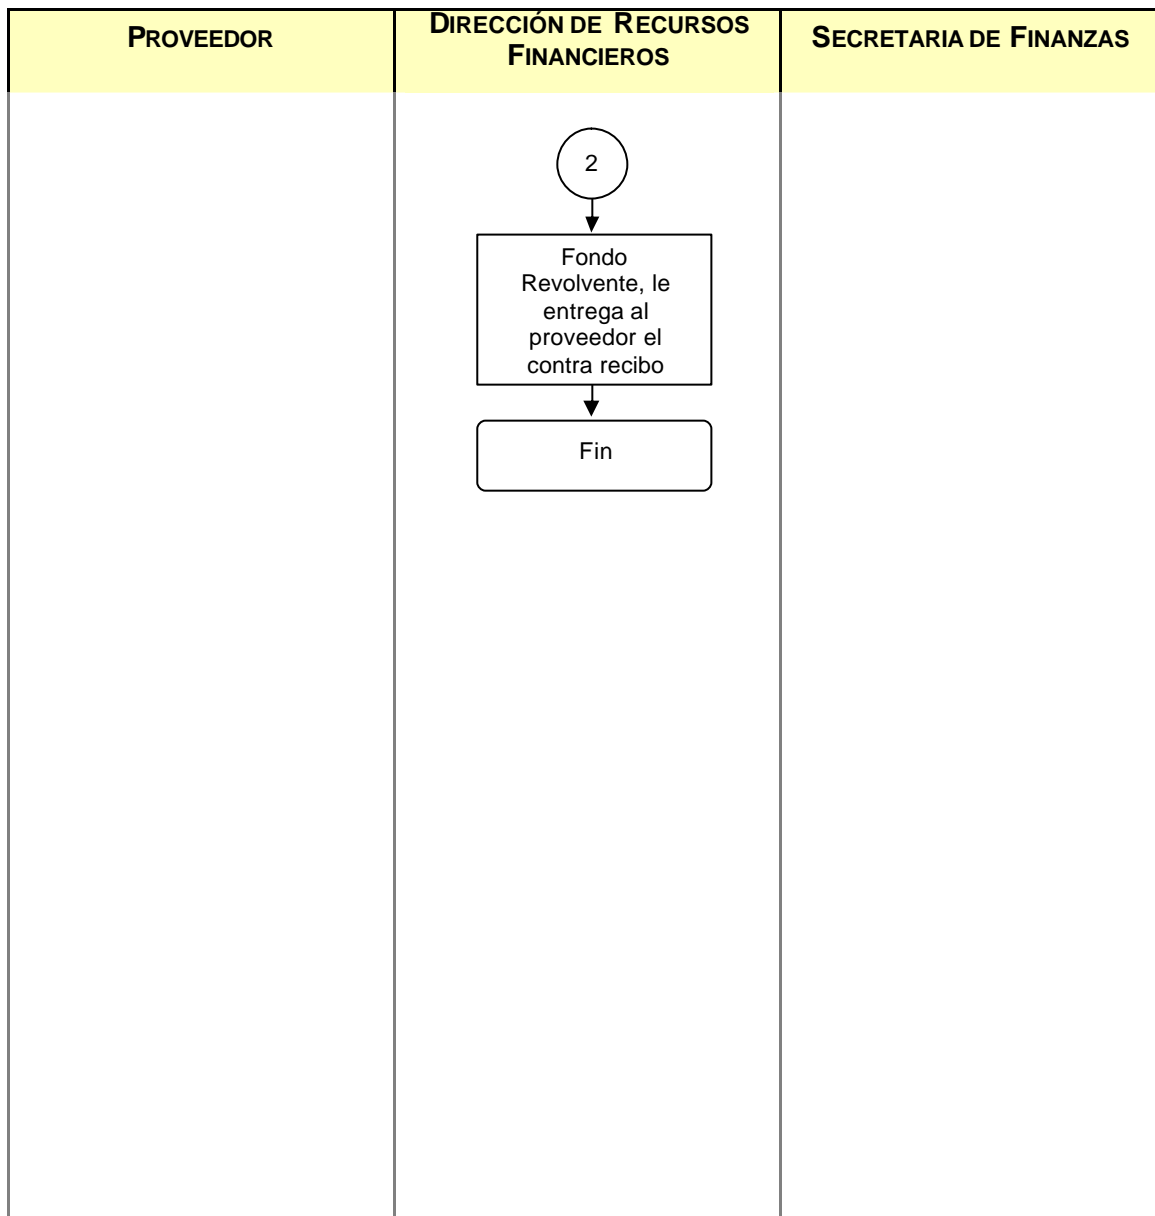 PROVEEDOR
DIRECCIÓN DE RECURSOS
FINANCIEROS
SECRETARIA DE FINANZAS
2
Fondo
Revolvente, le
entrega al
proveedor el
contra recibo
Fin